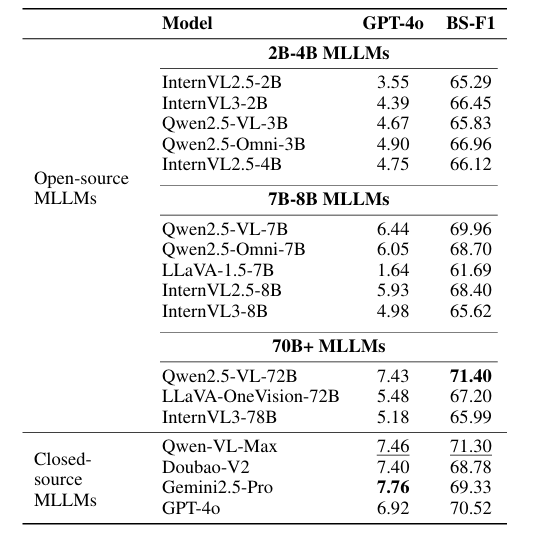 Model GPT-4o BS-F1
2B-4B MLLMs
InternVL2.5-2B 3.55 65.29
InternVL3-2B 4.39 66.45
Qwen2.5-VL-3B 4.67 65.83
Qwen2.5-Omni-3B 4.90 66.96
InternVL2.5-4B 4.75 66.12
Open-source
MLLMs
7B-8B MLLMs
Qwen2.5-VL-7B 6.44 69.96
Qwen2.5-Omni-7B 6.05 68.70
LLaVA-1.5-7B 1.64 61.69
InternVL2.5-8B 5.93 68.40
InternVL3-8B 4.98 65.62
70B+ MLLMs
Qwen2.5-VL-72B 7.43 71.40
LLaVA-OneVision-72B 5.48 67.20
InternVL3-78B 5.18 65.99
Closed-
source
MLLMs
Qwen-VL-Max 7.46 71.30
Doubao-V2 7.40 68.78
Gemini2.5-Pro 7.76 69.33
GPT-4o 6.92 70.52